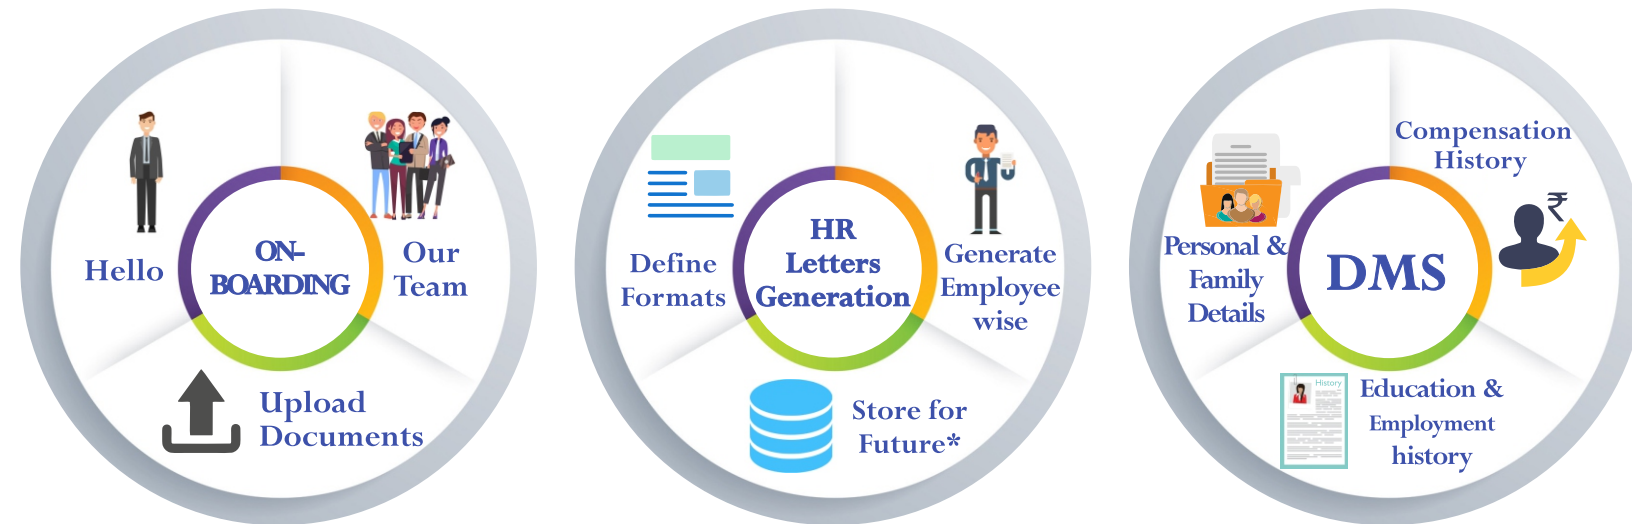 Hello
ON-
BOARDING
Our
Team
Upload
Documents
Define
Formats
HR
Letters
Generation
Generate
Employee
wise
Store for
Future*
Personal &
Family
Details
DMS
Compensation
History
₹
History
Education &
Employment
history